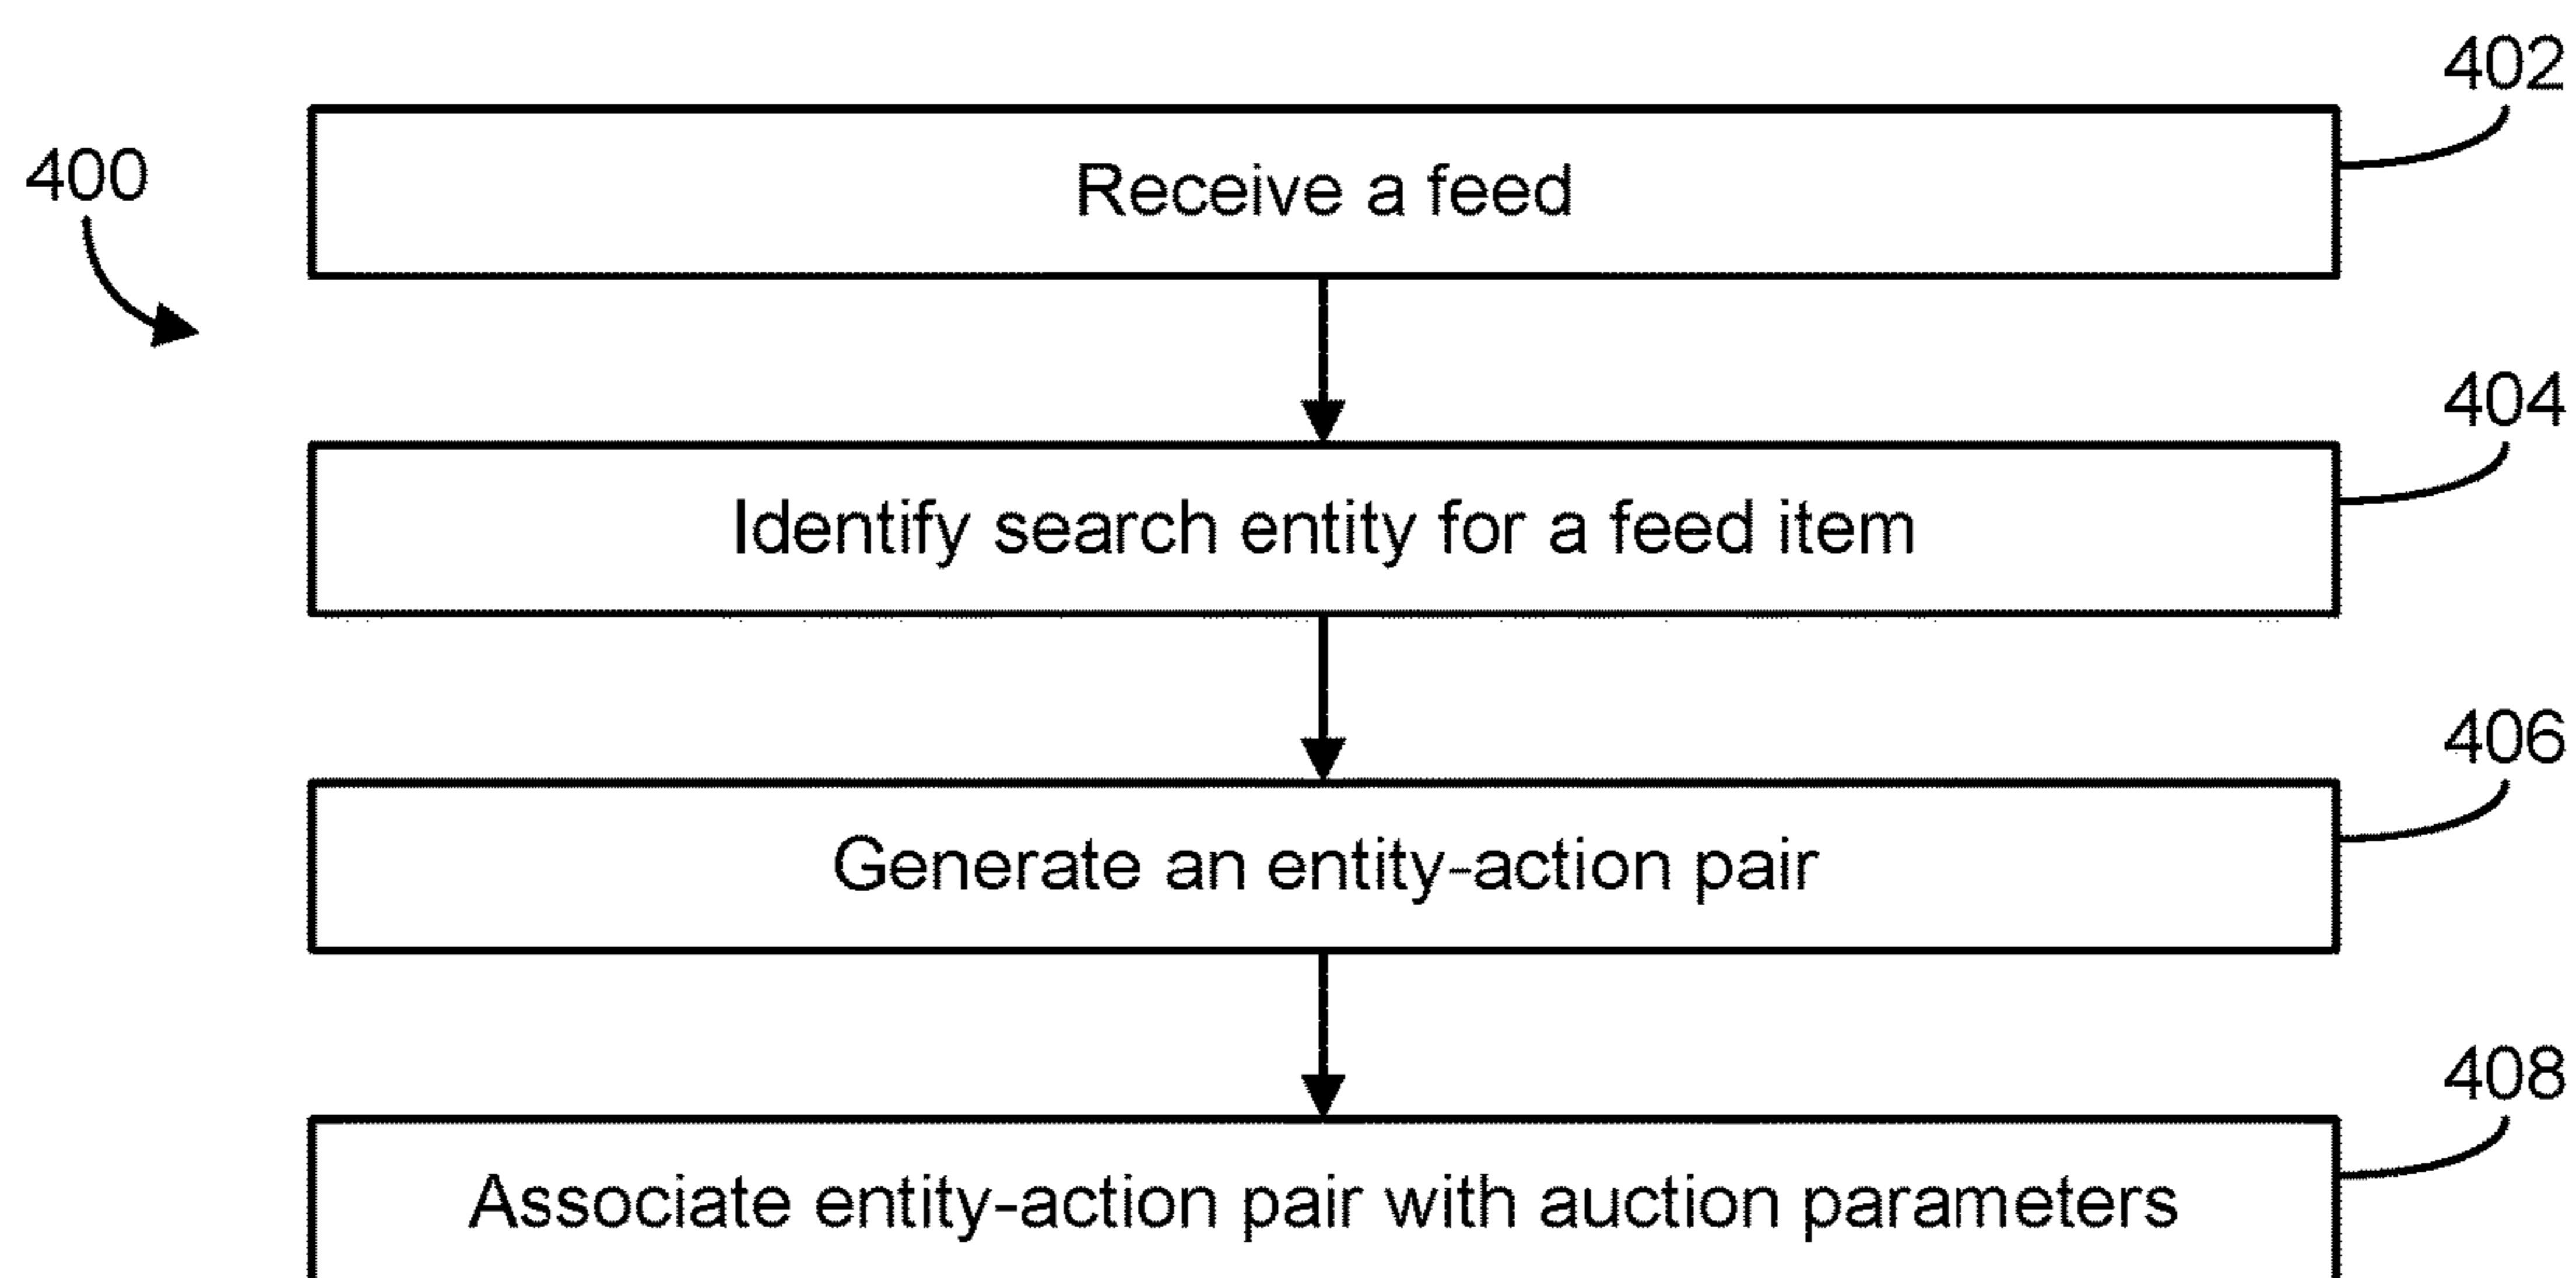 402
400
Receive a feed
404
Identify search entity for a feed item
406
Generate an entity-action pair
408
Associate entity-action pair with auction parameters